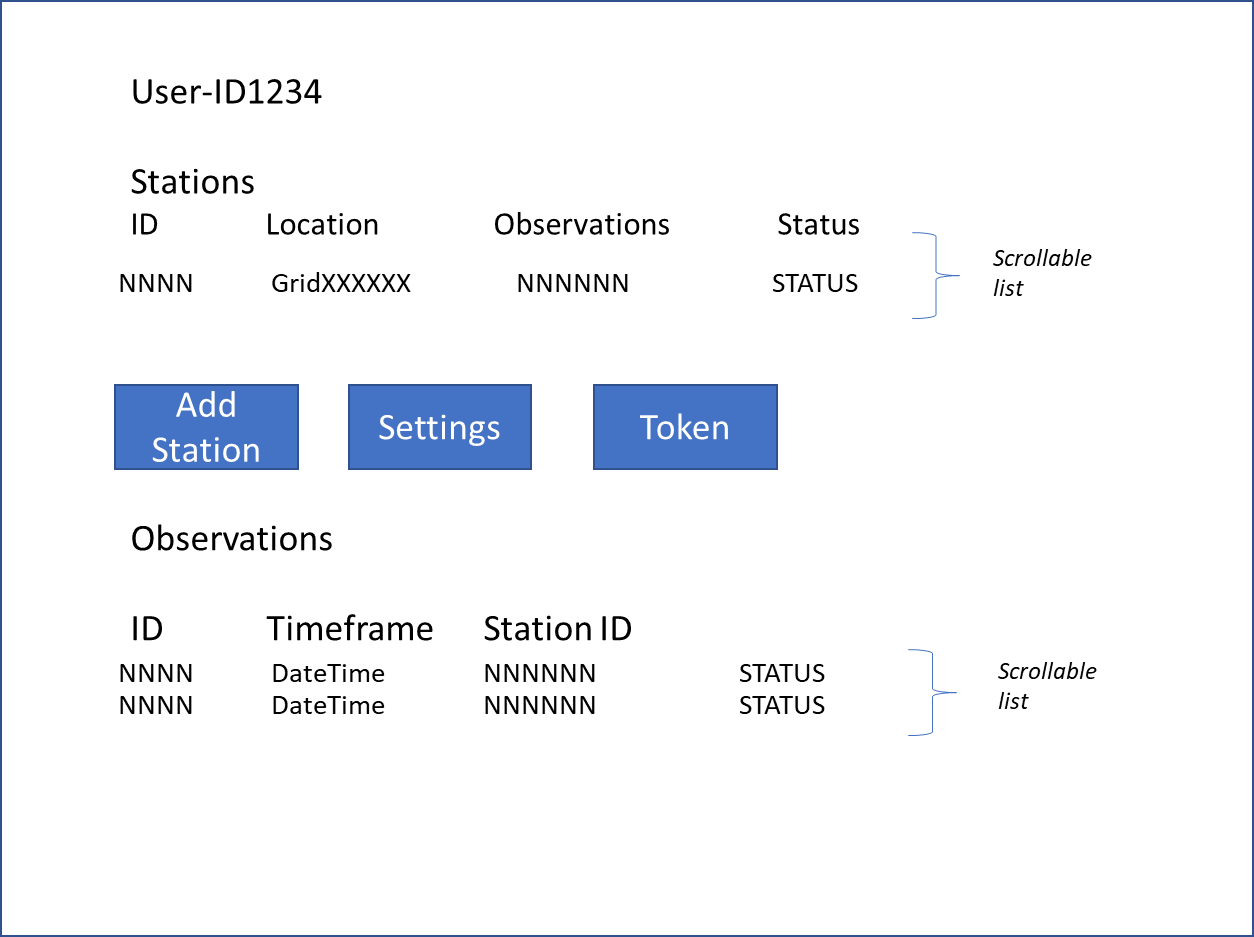 User-ID1234
Stations
ID Location Observations Status
NNNN GridXXXXXX NNNNNN STATUS
Scrollable
list
Add
Station
Settings
Token
Observations
ID Timeframe Station ID
NNNN DateTime NNNNNN STATUS
NNNN DateTime NNNNNN STATUS
Scrollable
list